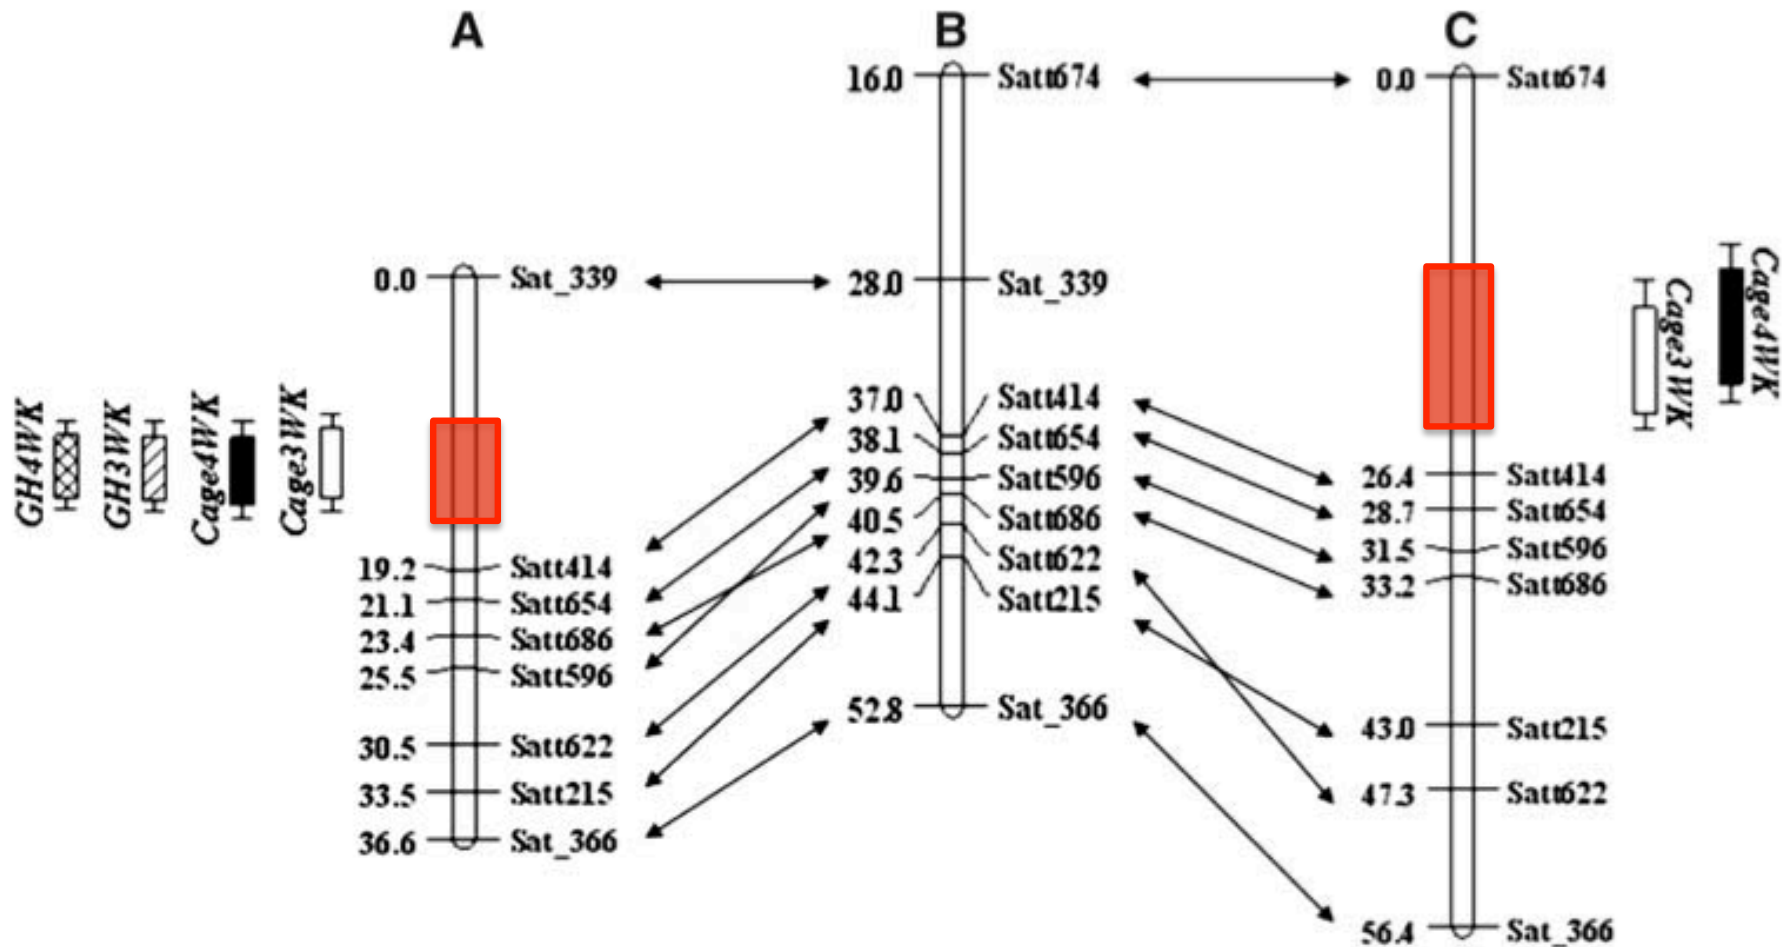 A
B
C
0.0 Sat_339
19.2 Satt414
21.1 Satt654
23.4 Satt686
25.5 Satt596
30.5 Satt622
33.5 Satt215
36.6 Sat_366
GH4WK
GH3WK
Cage4WK
Cage3WK
16.0 Satt674
28.0 Sat_339
37.0 Satt414
38.1 Satt654
39.6 Satt596
40.5 Satt686
42.3 Satt622
44.1 Satt215
52.8 Sat_366
0.0 Satt674
26.4 Satt414
28.7 Satt654
31.5 Satt596
33.2 Satt686
43.0 Satt215
47.3 Satt622
56.4 Sat_366
Cage3WK
Cage4WK